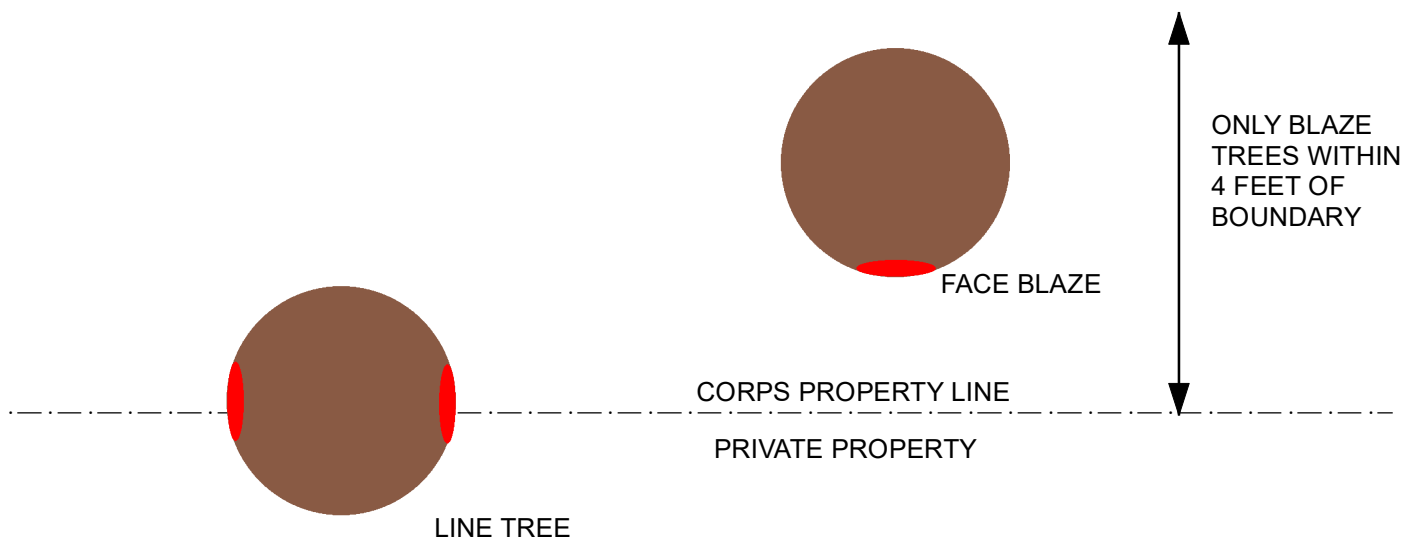 ONLY BLAZE
TREES WITHIN
4 FEET OF
BOUNDARY
FACE BLAZE
CORPS PROPERTY LINE
PRIVATE PROPERTY
LINE TREE